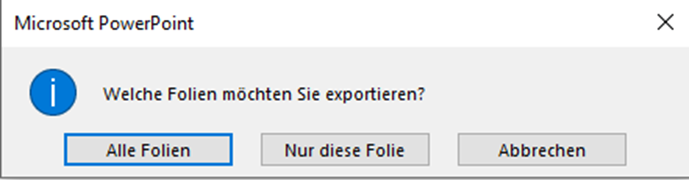 Microsoft PowerPoint
Welche Folien möchten Sie exportieren?
Alle Folien
Nur diese Folie
Abbrechen